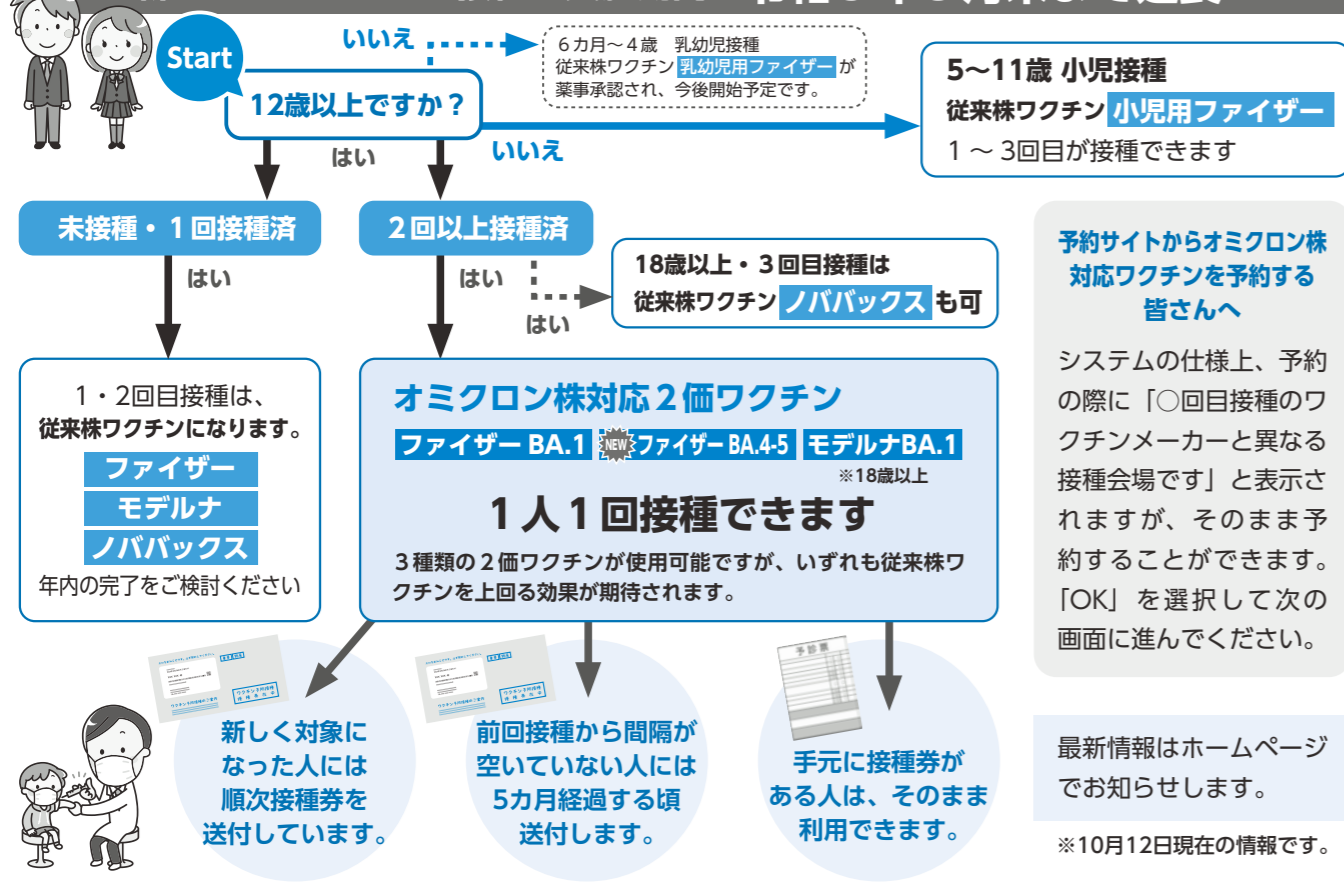 Start
12歳以上ですか？
いいえ
６カ月～４歳　乳幼児接種
従来株ワクチン 乳幼児用ファイザー が
薬事承認され、今後開始予定です。
5～11歳 小児接種
従来株ワクチン 小児用ファイザー
１～３回目が接種できます
はい
いいえ
未接種・１回接種済
２回以上接種済
はい
はい
はい
18歳以上・３回目接種は
従来株ワクチン ノババックス も可
１・２回目接種は、
従来株ワクチンになります。
ファイザー
モデルナ
ノババックス
年内の完了をご検討ください
オミクロン株対応２価ワクチン
ファイザー BA.1 NEW ファイザー BA.4-5 モデルナBA.1
※18歳以上
１人１回接種できます
３種類の２価ワクチンが使用可能ですが、いずれも従来株ワ
クチンを上回る効果が期待されます。
新しく対象に
なった人には
順次接種券を
送付しています。
前回接種から間隔が
空いていない人には
5カ月経過する頃
送付します。
予診票
手元に接種券が
ある人は、そのまま
利用できます。
予約サイトからオミクロン株
対応ワクチンを予約する
皆さんへ
システムの仕様上、予約
の際に「○回目接種のワ
クチンメーカーと異なる
接種会場です」と表示さ
れますが、そのまま予
約することができます。
「OK」を選択して次の
画面に進んでください。
最新情報はホームページ
でお知らせします。
※10月12日現在の情報です。